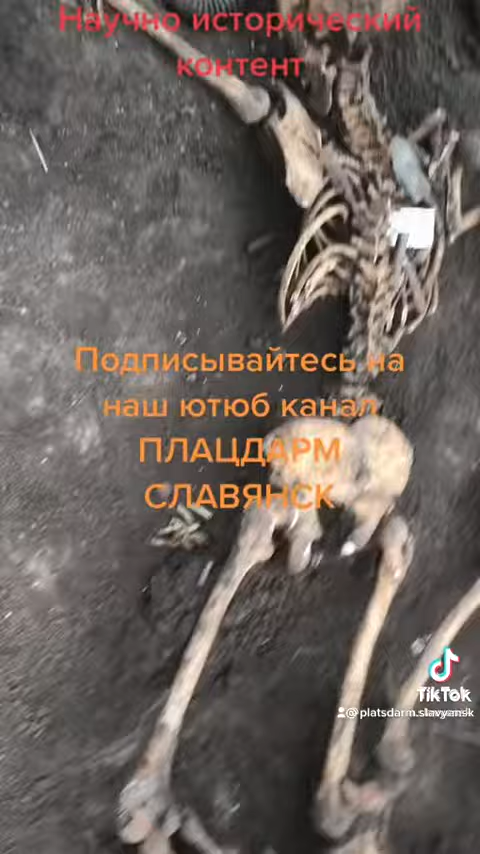 Научно исторический
контент
Подписывайтесь на
наш ютюб канал
ПЛАЦДАРМ
СЛАВЯНСК
TikTok
@platsdarm.slavyansk